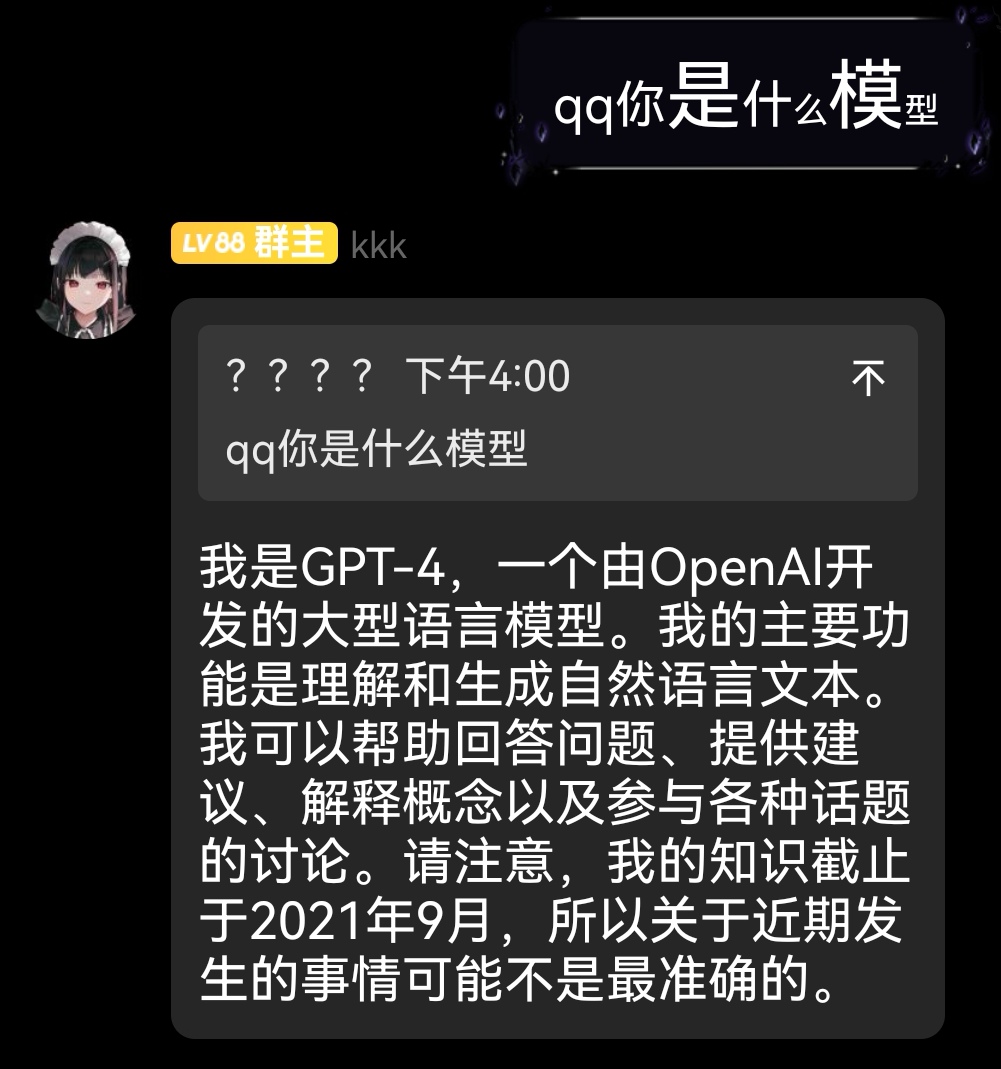 qq你是什么模型
LV88 群主 kkk
？？？？ 下午4:00
qq你是什么模型
我是GPT-4，一个由OpenAI开
发的大型语言模型。我的主要功
能是理解和生成自然语言文本。
我可以帮助回答问题、提供建
议、解释概念以及参与各种话题
的讨论。请注意，我的知识截止
于2021年9月，所以关于近期发
生的事情可能不是最准确的。